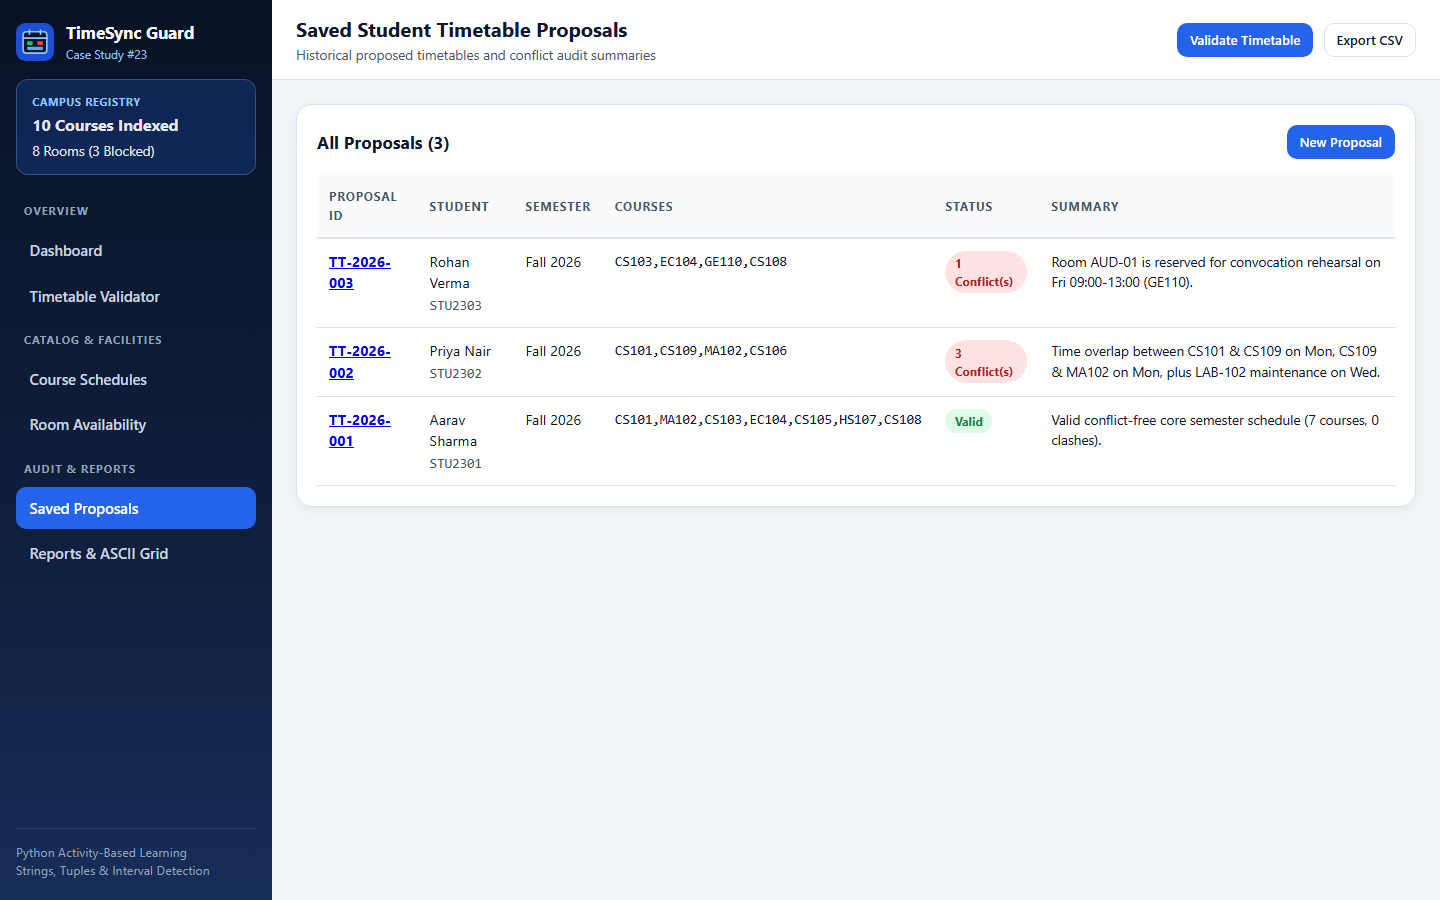 TimeSync Guard
Case Study #23
CAMPUS REGISTRY
10 Courses Indexed
8 Rooms (3 Blocked)
OVERVIEW
Dashboard
Timetable Validator
CATALOG & FACILITIES
Course Schedules
Room Availability
AUDIT & REPORTS
Saved Proposals
Reports & ASCII Grid
Python Activity-Based Learning
Strings, Tuples & Interval Detection
Saved Student Timetable Proposals
Historical proposed timetables and conflict audit summaries
Validate Timetable
Export CSV
All Proposals (3)
New Proposal
PROPOSAL
ID
STUDENT
SEMESTER
COURSES
STATUS
SUMMARY
TT-2026-
003
Rohan
Verma
STU2303
Fall 2026
CS103,EC104,GE110,CS108
1
Conflict(s)
Room AUD-01 is reserved for convocation rehearsal on
Fri 09:00-13:00 (GE110).
TT-2026-
002
Priya Nair
STU2302
Fall 2026
CS101,CS109,MA102,CS106
3
Conflict(s)
Time overlap between CS101 & CS109 on Mon, CS109
& MA102 on Mon, plus LAB-102 maintenance on Wed.
TT-2026-
001
Aarav
Sharma
STU2301
Fall 2026
CS101,MA102,CS103,EC104,CS105,HS107,CS108
Valid
Valid conflict-free core semester schedule (7 courses, 0
clashes).